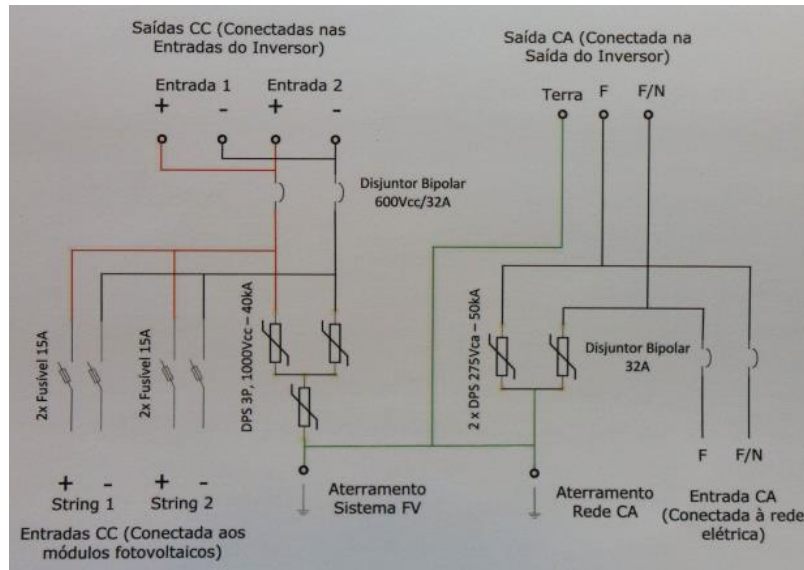 Saídas CC (Conectadas nas
Entradas do Inversor)
Entrada 1
Entrada 2
+
-
+
-
Saída CA (Conectada na
Saída do Inversor)
Terra
F
F/N
Disjuntor Bipolar
600Vcc/32A
2x Fusível 15A
2x Fusível 15A
DPS 3P, 1000Vcc – 40kA
2 x DPS 275Vca – 50kA
Disjuntor Bipolar
32A
+
-
String 1
+
-
String 2
Entradas CC (Conectada aos
módulos fotovoltaicos)
Aterramento
Sistema FV
Aterramento
Rede CA
F
F/N
Entrada CA
(Conectada à rede
elétrica)